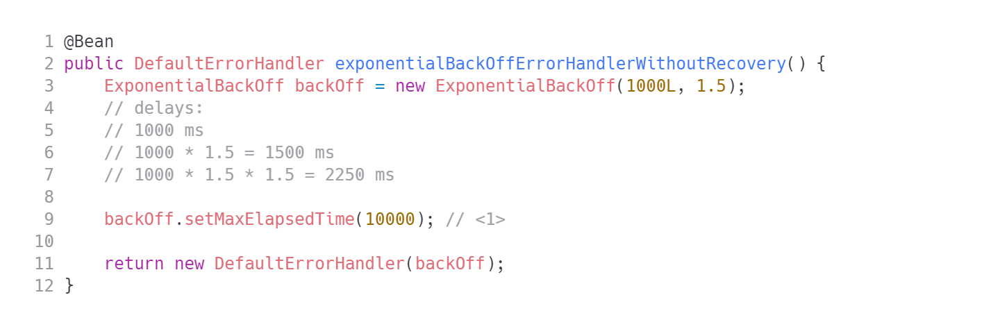 1 @Bean
2 public DefaultErrorHandler exponentialBackOffErrorHandlerWithoutRecovery() {
3     ExponentialBackOff backOff = new ExponentialBackOff(1000L, 1.5);
4     // delays:
5     // 1000 ms
6     // 1000 * 1.5 = 1500 ms
7     // 1000 * 1.5 * 1.5 = 2250 ms
8
9     backOff.setMaxElapsedTime(10000); // <1>
10
11     return new DefaultErrorHandler(backOff);
12 }